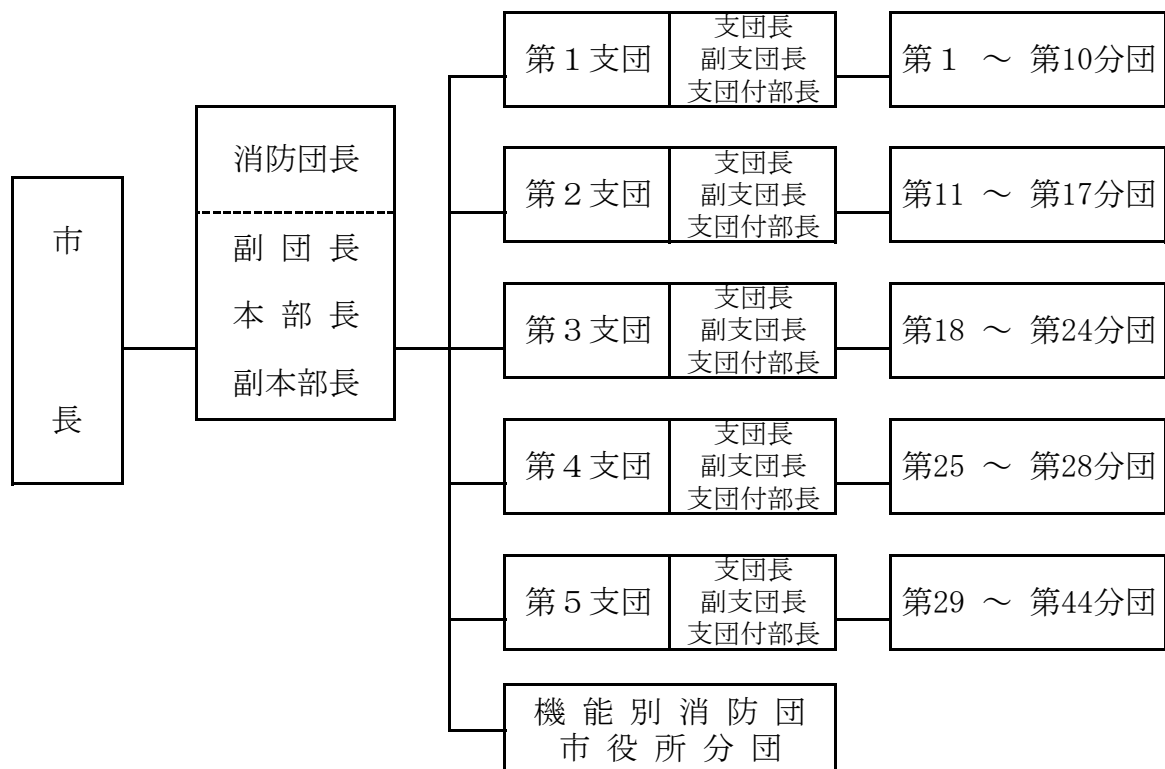 市
長
消防団長
副団長
本部長
副本部長
第１支団
支団長
副支団長
支団付部長
第１ ～ 第10分団
第２支団
支団長
副支団長
支団付部長
第11 ～ 第17分団
第３支団
支団長
副支団長
支団付部長
第18 ～ 第24分団
第４支団
支団長
副支団長
支団付部長
第25 ～ 第28分団
第５支団
支団長
副支団長
支団付部長
第29 ～ 第44分団
機能別消防団
市役所分団